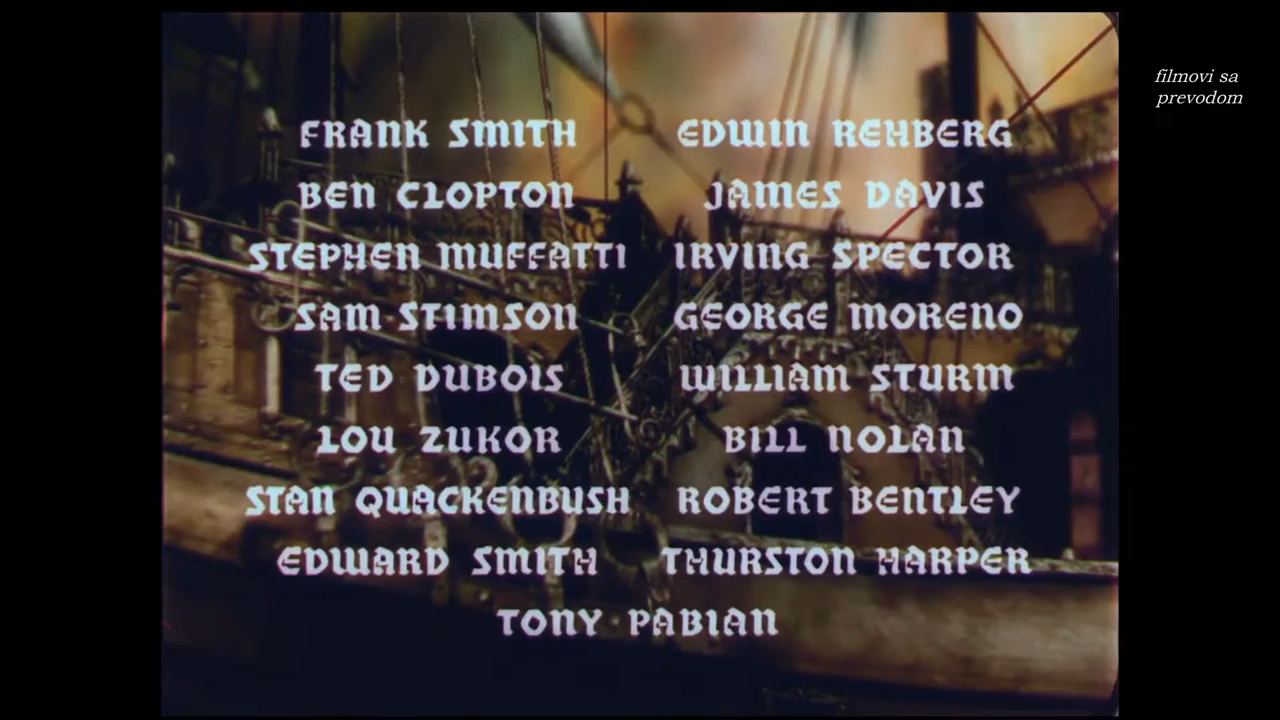 filmovi sa
prevodom
FRANK SMITH EDWIN REHBERG
BEN CLOPTON JAMES DAVIS
STEPHEN MUFFATTI IRVING SPECTOR
SAM STIMSON GEORGE MORENO
TED DUBOIS WILLIAM STURM
LOU ZUKOR BILL NOLAN
STAN QUACKENBUSH ROBERT BENTLEY
EDWARD SMITH THURSTON HARPER
TONY PABIAN